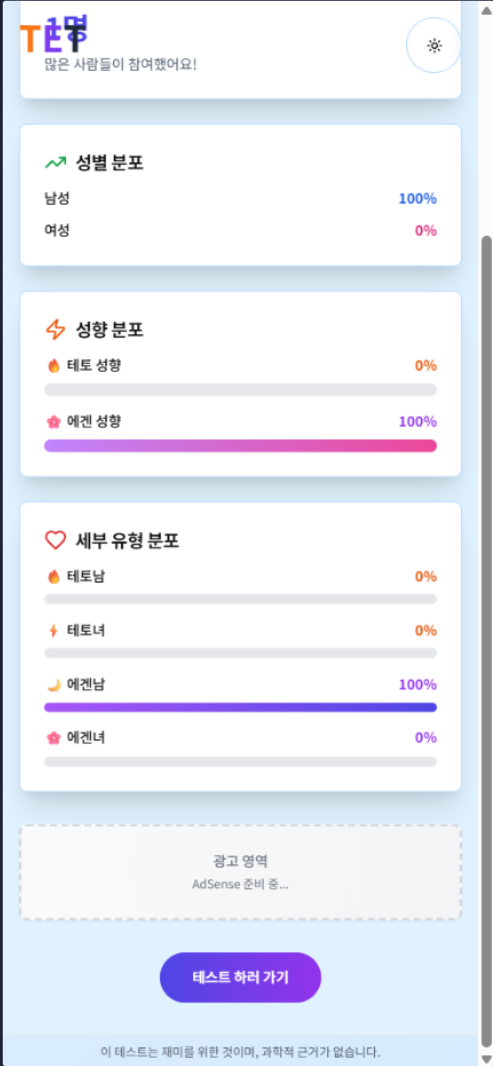 TET
1명
많은 사람들이 참여했어요!
성별 분포
남성 100%
여성 0%
성향 분포
테토 성향 0%
에겐 성향 100%
세부 유형 분포
테토남 0%
테토녀 0%
에겐남 100%
에겐녀 0%
광고 영역
AdSense 준비 중...
테스트 하러 가기
이 테스트는 재미를 위한 것이며, 과학적 근거가 없습니다.